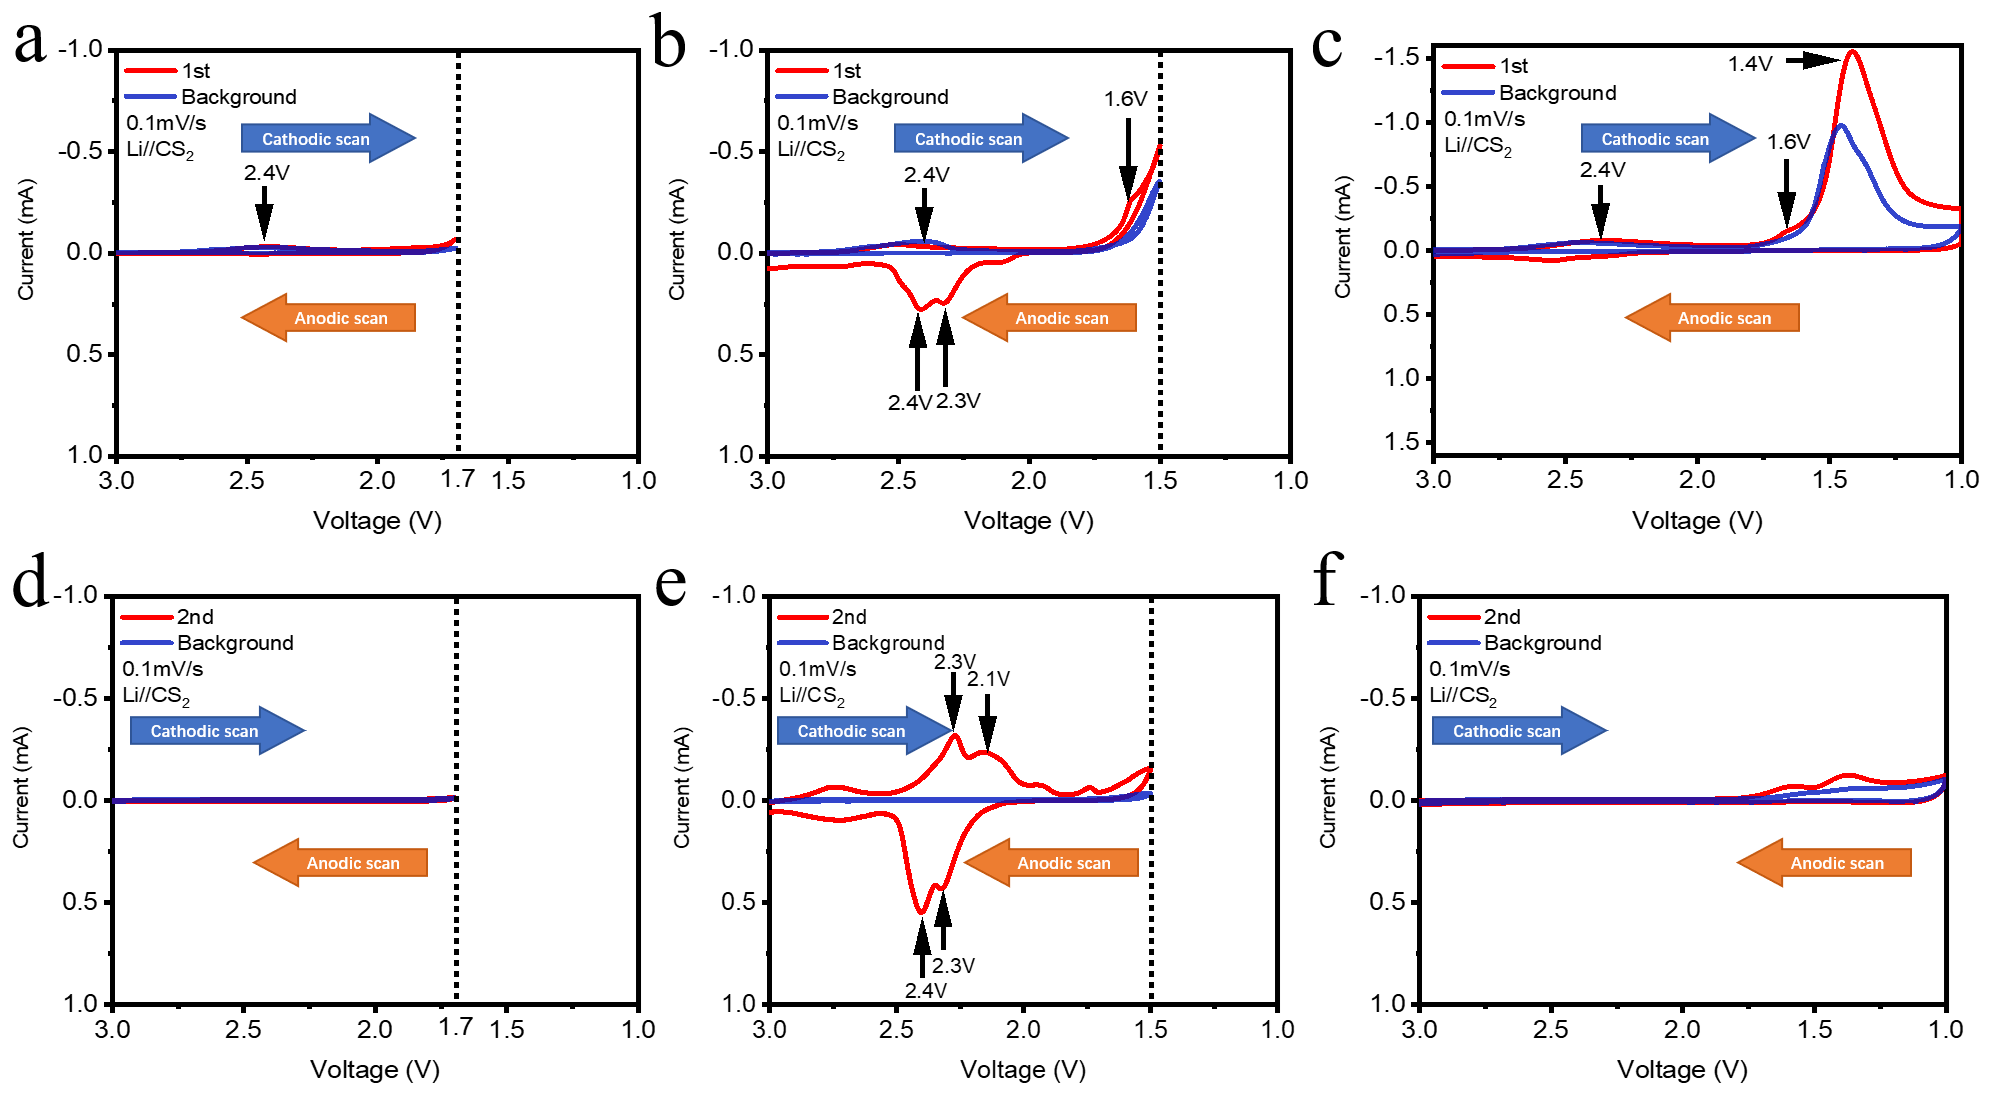 a
-1.0
-0.5
0.0
0.5
1.0
Current (mA)
1st
Background
0.1mV/s
Li//CS2
Cathodic scan
2.4V
Anodic scan
3.0 2.5 2.0 1.7 1.5 1.0
Voltage (V)
b
-1.0
-0.5
0.0
0.5
1.0
Current (mA)
1st
Background
0.1mV/s
Li//CS2
Cathodic scan
1.6V
2.4V
Anodic scan
2.4V 2.3V
3.0 2.5 2.0 1.5 1.0
Voltage (V)
c
-1.5
-1.0
-0.5
0.0
0.5
1.0
1.5
Current (mA)
1st
Background
0.1mV/s
Li//CS2
1.4V
Cathodic scan
1.6V
2.4V
Anodic scan
3.0 2.5 2.0 1.5 1.0
Voltage (V)
d
-1.0
-0.5
0.0
0.5
1.0
Current (mA)
2nd
Background
0.1mV/s
Li//CS2
Cathodic scan
Anodic scan
3.0 2.5 2.0 1.7 1.5 1.0
Voltage (V)
e
-1.0
-0.5
0.0
0.5
1.0
Current (mA)
2nd
Background
0.1mV/s
Li//CS2
2.3V
2.1V
Cathodic scan
Anodic scan
2.3V
2.4V
3.0 2.5 2.0 1.5 1.0
Voltage (V)
f
-1.0
-0.5
0.0
0.5
1.0
Current (mA)
2nd
Background
0.1mV/s
Li//CS2
Cathodic scan
Anodic scan
3.0 2.5 2.0 1.5 1.0
Voltage (V)